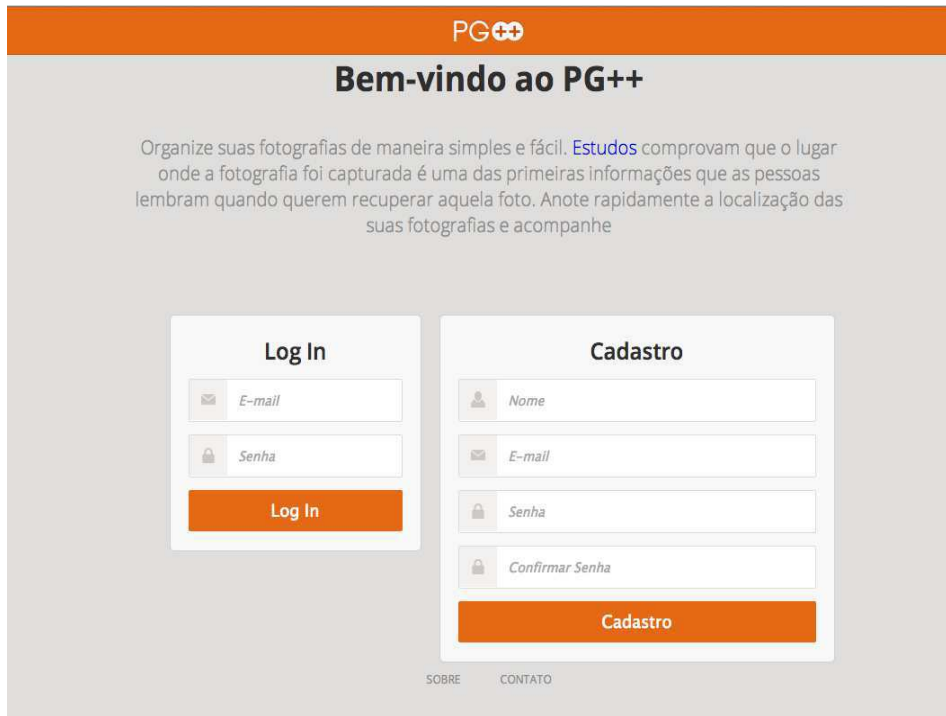 PG++
Bem-vindo ao PG++
Organize suas fotografias de maneira simples e fácil. Estudos comprovam que o lugar
onde a fotografia foi capturada é uma das primeiras informações que as pessoas
lembram quando querem recuperar aquela foto. Anote rapidamente a localização das
suas fotografias e acompanhe
Log In
E-mail
Senha
Log In
Cadastro
Nome
E-mail
Senha
Confirmar Senha
Cadastro
SOBRE CONTATO